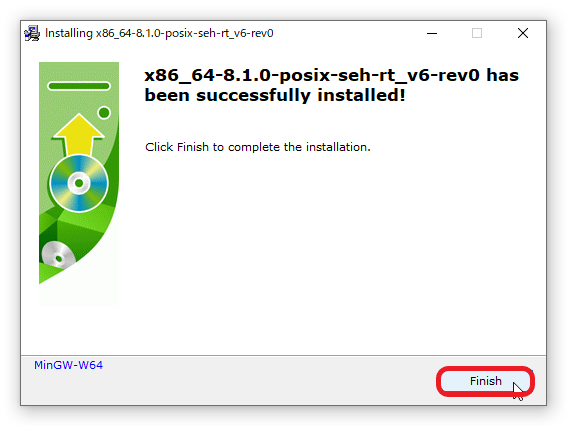 Installing x86_64-8.1.0-posix-seh-rt_v6-rev0
x86_64-8.1.0-posix-seh-rt_v6-rev0 has
been successfully installed!
Click Finish to complete the installation.
MinGW-W64
Finish